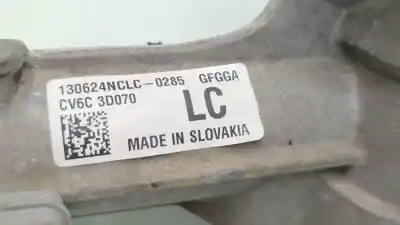 130624NCLC-0285 GFGGA
CV6C 3D070
LC
MADE IN SLOVAKIA